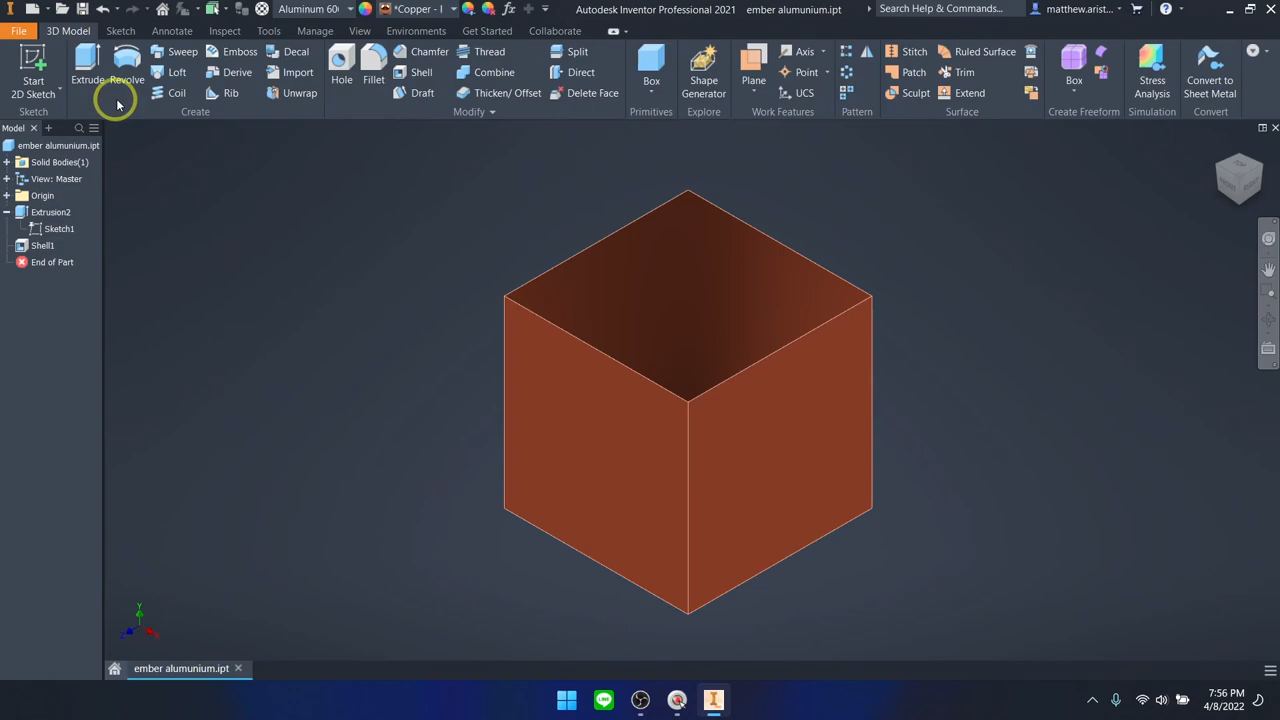 Aluminum 60(
*Copper - I
Autodesk Inventor Professional 2021 ember alumunium.ipt
Search Help & Commands...
matthew.arist...
File 3D Model Sketch Annotate Inspect Tools Manage View Environments Get Started Collaborate
Start
2D Sketch
Extrude
Revolve
Sweep Emboss Decal
Loft Derive Import
Coil Rib Unwrap
Hole
Fillet
Chamfer Thread Split
Shell Combine Direct
Draft Thicken/ Offset Delete Face
Box
Shape
Generator
Plane
Axis
Point
UCS
Stitch Ruled Surface
Patch Trim
Sculpt Extend
Box
Stress
Analysis
Convert to
Sheet Metal
Sketch Create Modify Primitives Explore Work Features Pattern Surface Create Freeform Simulation Convert
Model
ember alumunium.ipt
Solid Bodies(1)
View: Master
Origin
Extrusion2
Sketch1
Shell1
End of Part
Y
Z
X
ember alumunium.ipt
7:56 PM
4/8/2022